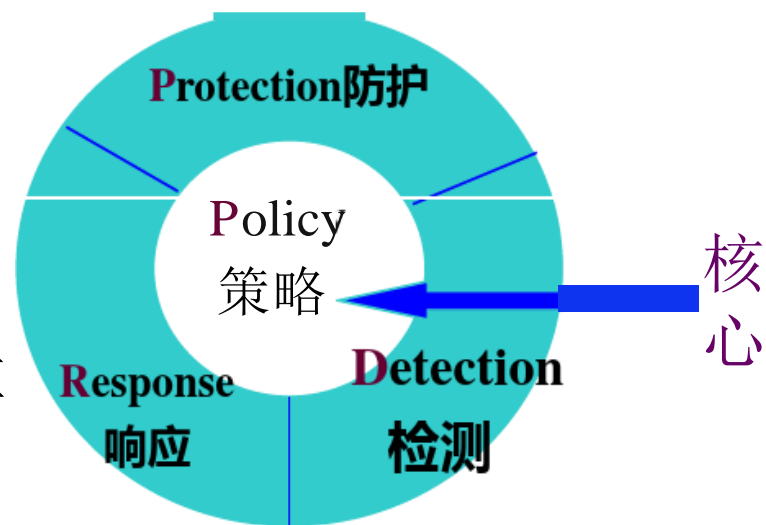 Protection防护
Policy
策略
核
心
Response
响应
Detection
检测